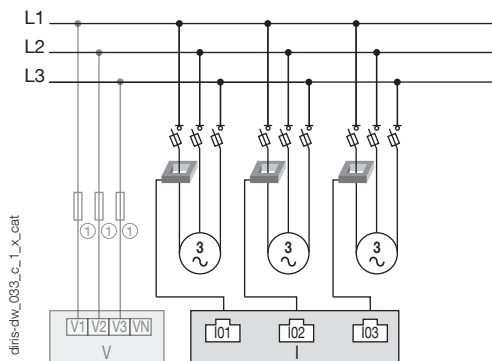 L1
L2
L3
① ① ①
3 3 3
~ ~ ~
V1 V2 V3 VN
V
I01 I02 I03
I
diris-dw_033_c_1_x_cat